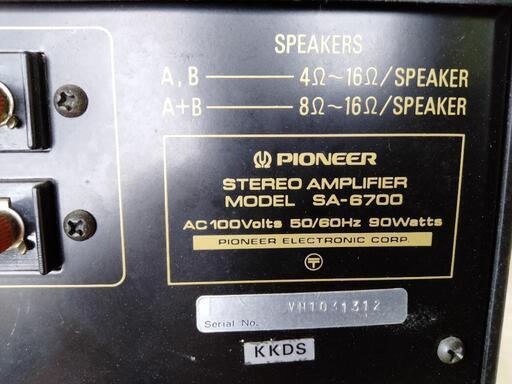 SPEAKERS
A, B — 4Ω~16Ω/SPEAKER
A+B — 8Ω~16Ω/SPEAKER
PIONEER
STEREO AMPLIFIER
MODEL SA-6700
AC100Volts 50/60Hz 90Watts
PIONEER ELECTRONIC CORP.
Serial No. VH1031312
KKDS